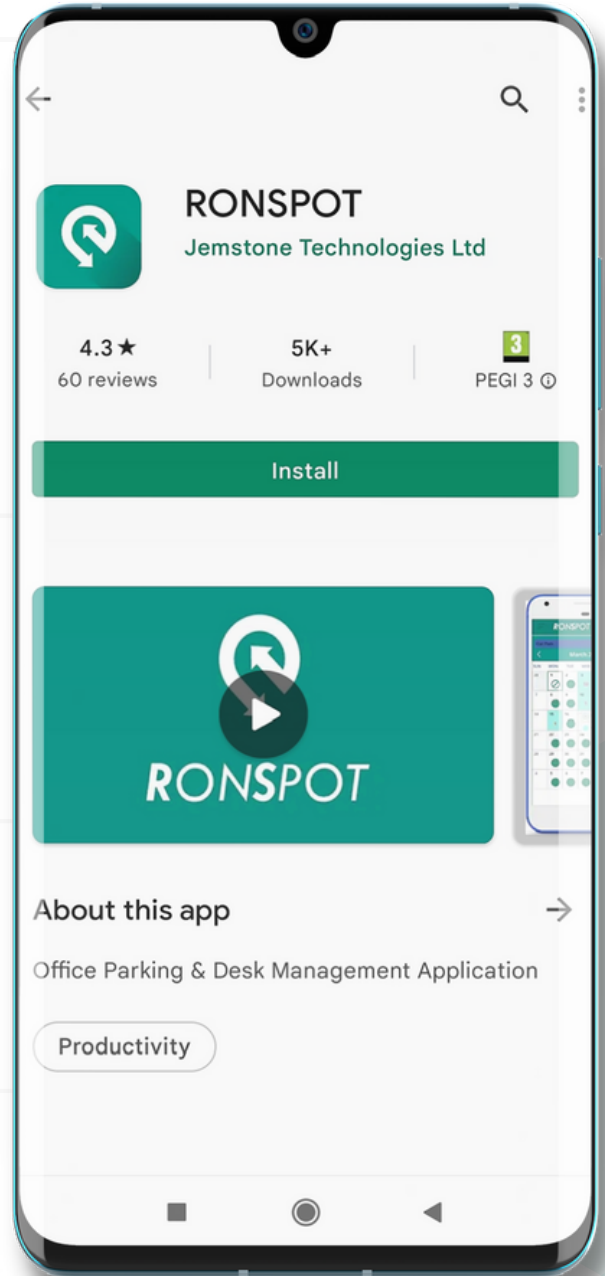 RONSPOT
Jemstone Technologies Ltd
4.3★
5K+
3
60 reviews
Downloads
PEGI 3
Install
RONSPOT
RONSPOT
About this app
Office Parking & Desk Management Application
Productivity